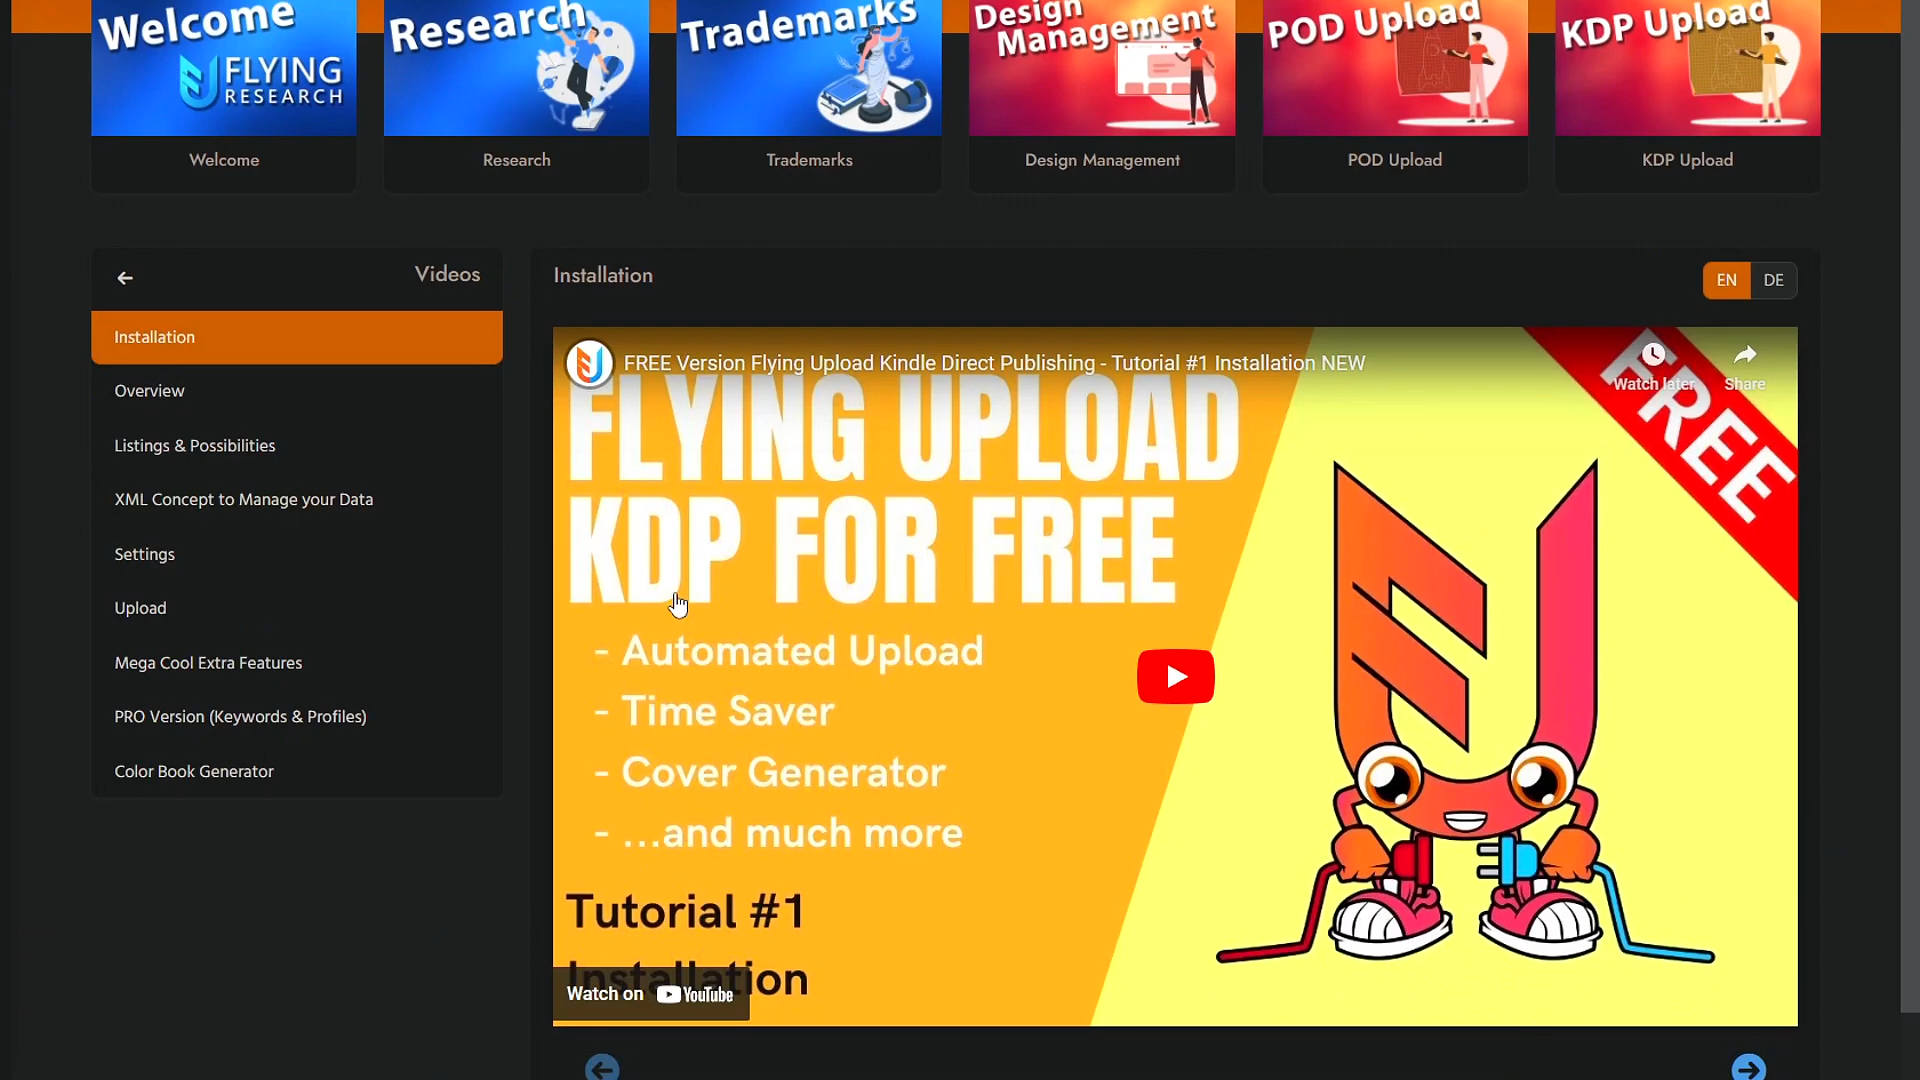 Welcome
FLYING
RESEARCH
Research
Trademarks
Design
Management
POD Upload
KDP Upload
Welcome
Research
Trademarks
Design Management
POD Upload
KDP Upload
Videos
Installation
Overview
Listings & Possibilities
XML Concept to Manage your Data
Settings
Upload
Mega Cool Extra Features
PRO Version (Keywords & Profiles)
Color Book Generator
Installation
EN DE
FREE Version Flying Upload Kindle Direct Publishing - Tutorial #1 Installation NEW
Watch later
Share
FREE
FLYING UPLOAD
KDP FOR FREE
- Automated Upload
- Time Saver
- Cover Generator
- ...and much more
Tutorial #1
Installation
Watch on YouTube